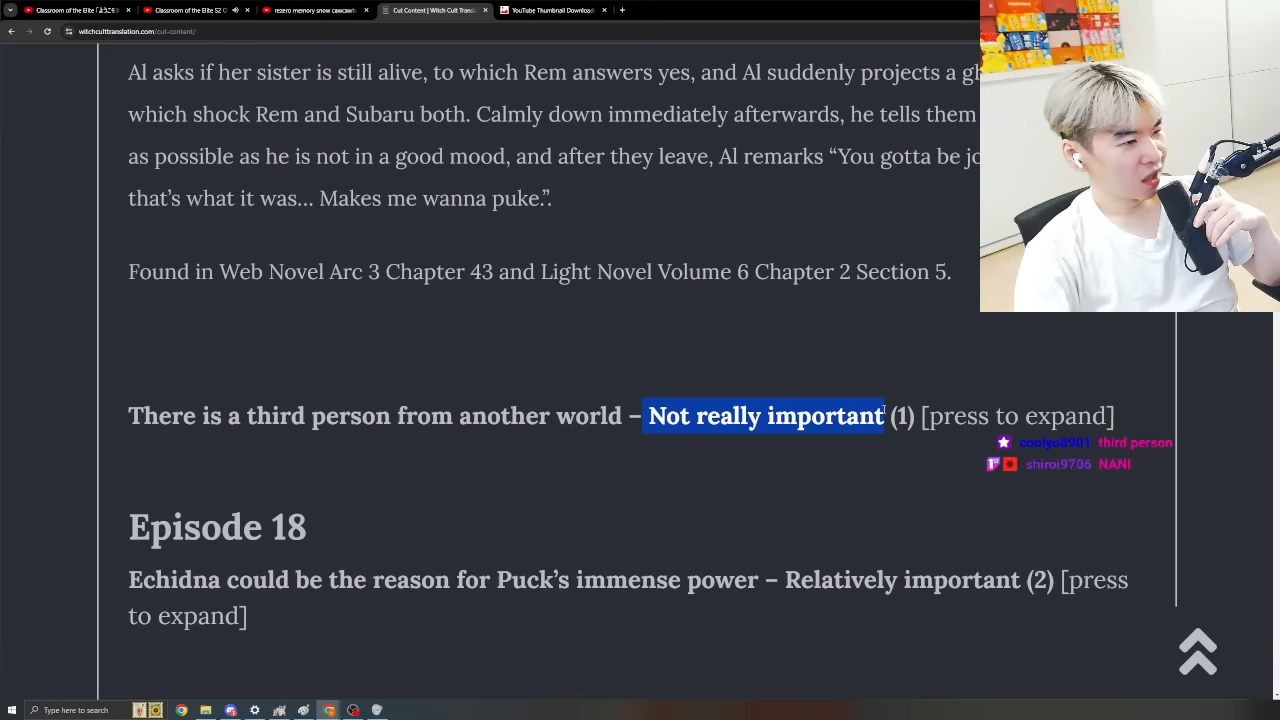 Classroom of the Elite 「ようこそ
Classroom of the Elite S2
rezero memory snow
Cut Content | Witch Cult Trans
YouTube Thumbnail Download
witchculttranslation.com/cut-content/
Al asks if her sister is still alive, to which Rem answers yes, and Al suddenly projects a gh
which shock Rem and Subaru both. Calmly down immediately afterwards, he tells them
as possible as he is not in a good mood, and after they leave, Al remarks “You gotta be jo
that’s what it was… Makes me wanna puke.”.
Found in Web Novel Arc 3 Chapter 43 and Light Novel Volume 6 Chapter 2 Section 5.
There is a third person from another world – Not really important (1) [press to expand]
coolyo8901 third person
shiroi9706 NANI
Episode 18
Echidna could be the reason for Puck’s immense power – Relatively important (2) [press
to expand]
Type here to search